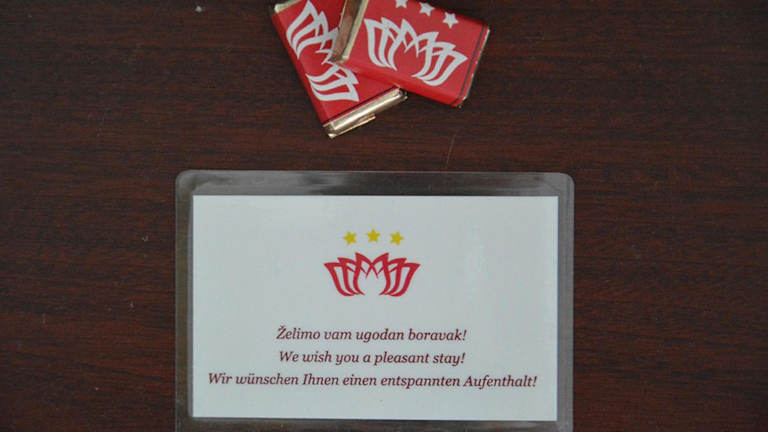 Želimo vam ugodan boravak!
We wish you a pleasant stay!
Wir wünschen Ihnen einen entspannten Aufenthalt!